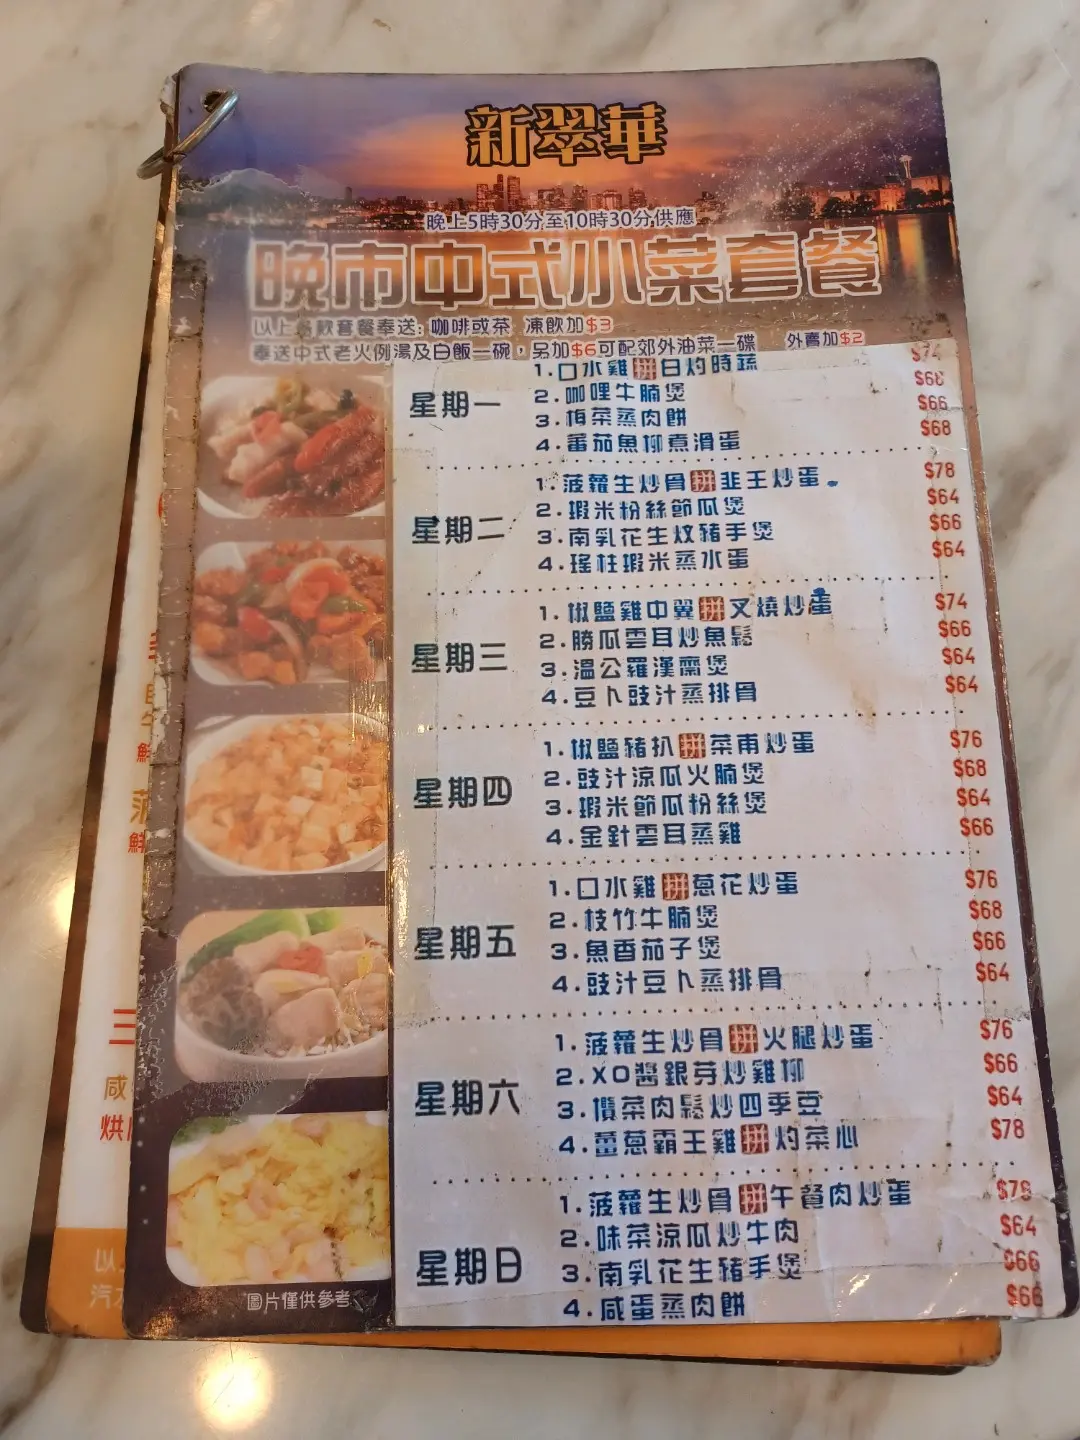 新翠華
晚上5時30分至10時30分供應
晚市中式小菜套餐
以上各款套餐奉送: 咖啡或茶 凍飲加$3
奉送中式老火例湯及白飯一碗，另加$6可配郊外油菜一碟 外賣加$2
星期一
1.口水雞拼白灼時蔬 $74
2.咖哩牛腩煲 $68
3.梅菜蒸肉餅 $66
4.番茄魚柳煮滑蛋 $68
星期二
1.菠蘿生炒骨拼韭王炒蛋 $78
2.蝦米粉絲節瓜煲 $64
3.南乳花生炆豬手煲 $66
4.瑤柱蝦米蒸水蛋 $64
星期三
1.椒鹽雞中翼拼叉燒炒蛋 $74
2.勝瓜雲耳炒魚鬆 $66
3.溫公羅漢齋煲 $64
4.豆卜豉汁蒸排骨 $64
星期四
1.椒鹽豬扒拼菜甫炒蛋 $76
2.豉汁涼瓜火腩煲 $68
3.蝦米節瓜粉絲煲 $64
4.金針雲耳蒸雞 $66
星期五
1.口水雞拼蔥花炒蛋 $76
2.枝竹牛腩煲 $68
3.魚香茄子煲 $66
4.豉汁豆卜蒸排骨 $64
星期六
1.菠蘿生炒骨拼火腿炒蛋 $76
2.XO醬銀芽炒雞柳 $66
3.欖菜肉鬆炒四季豆 $64
4.薑蔥霸王雞拼灼菜心 $78
星期日
1.菠蘿生炒骨拼午餐肉炒蛋 $78
2.味菜涼瓜炒牛肉 $64
3.南乳花生豬手煲 $66
4.咸蛋蒸肉餅 $66
圖片僅供參考